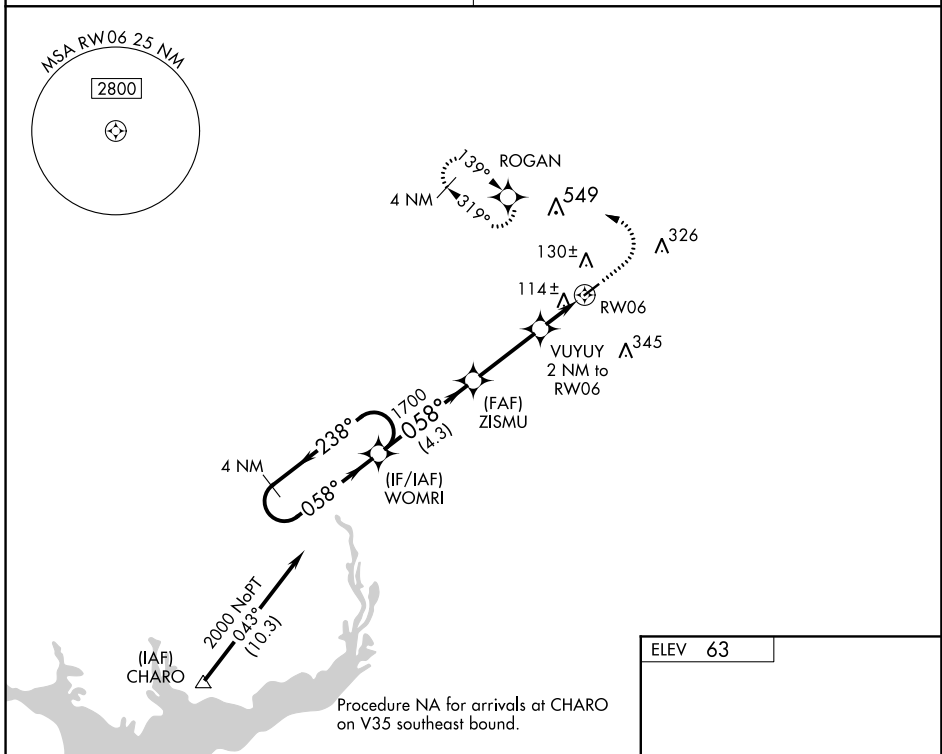 MSA RW06 25 NM
2800
139°
ROGAN
4 NM
319°
549
130±
326
114±
RW06
VUYUY
2 NM to
RW06
345
1700
058°
(4.3)
(FAF)
ZISMU
238°
4 NM
058°
(IF/IAF)
WOMRI
2000 NoPT
043°
(10.3)
(IAF)
CHARO
Procedure NA for arrivals at CHARO
on V35 southeast bound.
ELEV 63